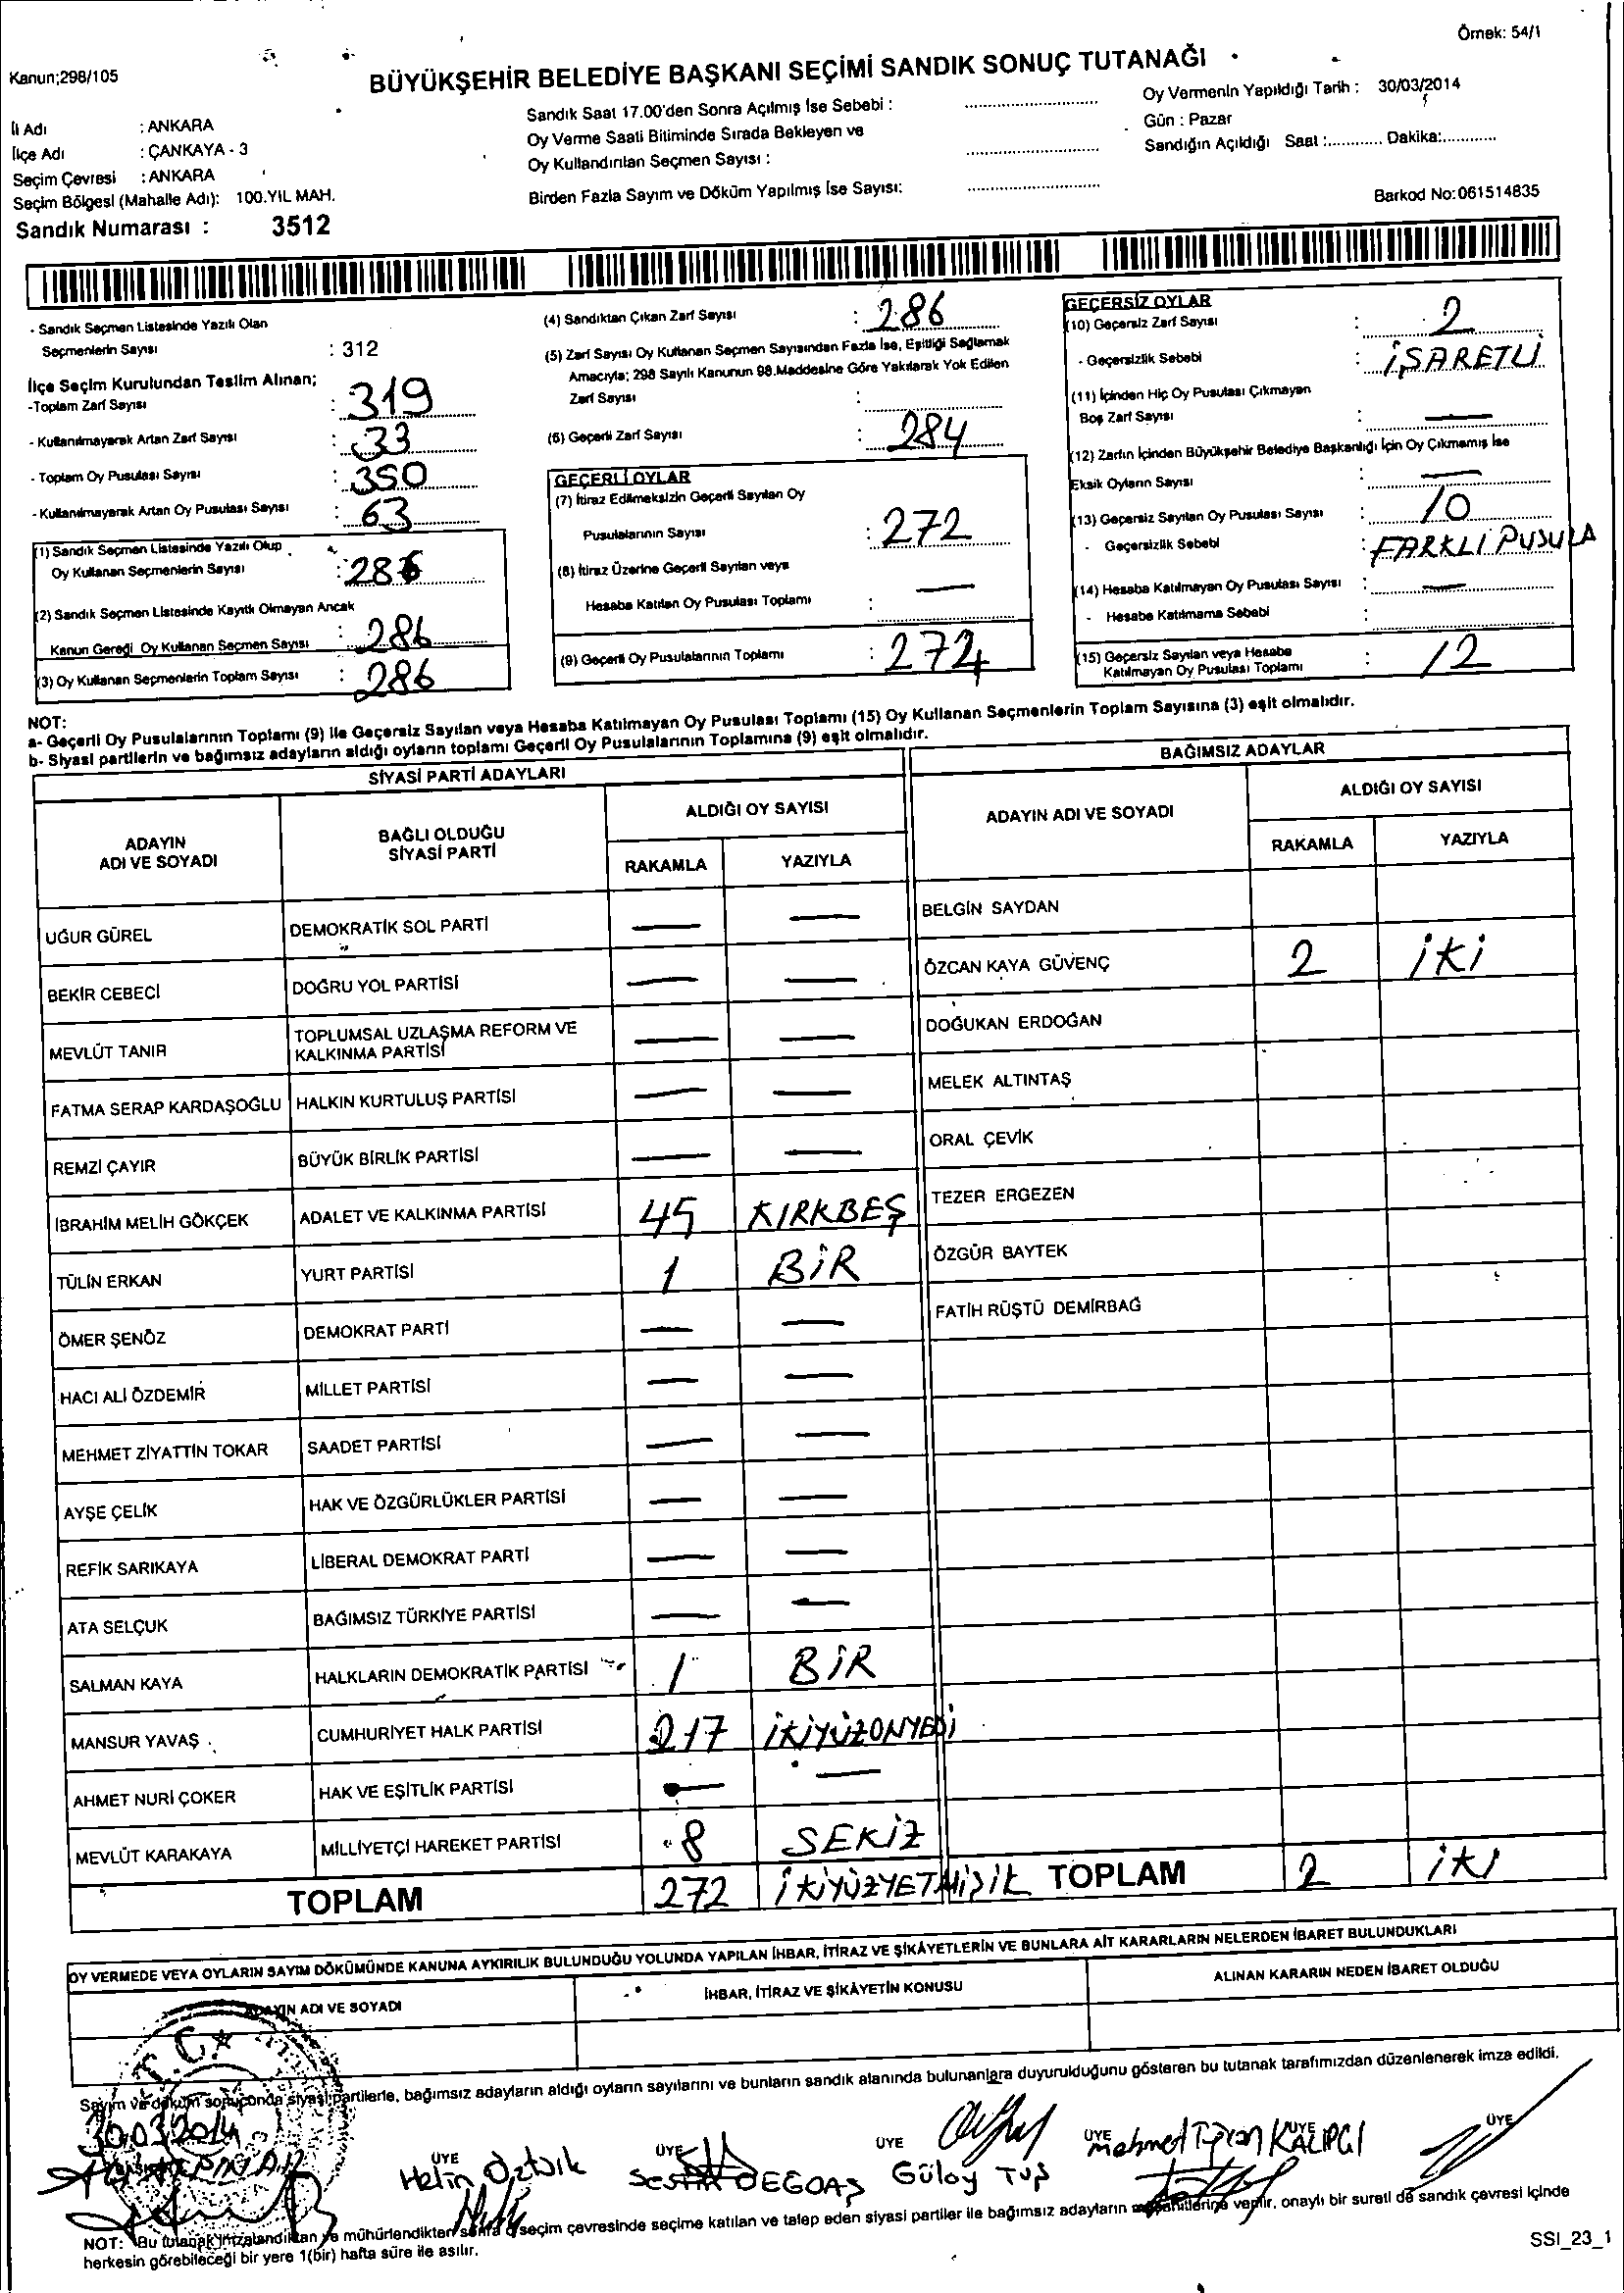 Örnek: 54/1
Kanun;298/105
BÜYÜKŞEHİR BELEDİYE BAŞKANI SEÇİMİ SANDIK SONUÇ TUTANAĞI
İli Adı : ANKARA
İlçe Adı : ÇANKAYA - 3
Seçim Çevresi : ANKARA
Seçim Bölgesi (Mahalle Adı): 100.YIL MAH.
Sandık Numarası : 3512
Sandık Saat 17.00'den Sonra Açılmış İse Sebebi :
Oy Verme Saati Bitiminde Sırada Bekleyen ve
Oy Kullandırılan Seçmen Sayısı :
Birden Fazla Sayım ve Döküm Yapılmış İse Sayısı:
Oy Vermenin Yapıldığı Tarih : 30/03/2014
Gün : Pazar
Sandığın Açıldığı Saat :............ Dakika:............
Barkod No:061514835
- Sandık Seçmen Listesinde Yazılı Olan
Seçmenlerin Sayısı : 312
İlçe Seçim Kurulundan Teslim Alınan;
-Toplam Zarf Sayısı : 319
- Kullanılmayarak Artan Zarf Sayısı : 33
- Toplam Oy Pusulası Sayısı : 350
- Kullanılmayarak Artan Oy Pusulası Sayısı : 63
(1) Sandık Seçmen Listesinde Yazılı Olup
Oy Kullanan Seçmenlerin Sayısı : 286
(2) Sandık Seçmen Listesinde Kayıtlı Olmayan Ancak
Kanun Gereği Oy Kullanan Seçmen Sayısı : 286
(3) Oy Kullanan Seçmenlerin Toplam Sayısı : 286
(4) Sandıktan Çıkan Zarf Sayısı : 286
(5) Zarf Sayısı Oy Kullanan Seçmen Sayısından Fazla İse, Eşitliği Sağlamak
Amacıyla; 298 Sayılı Kanunun 98.Maddesine Göre Yakılarak Yok Edilen
Zarf Sayısı :
(6) Geçerli Zarf Sayısı : 284
GEÇERLİ OYLAR
(7) İtiraz Edilmeksizin Geçerli Sayılan Oy
Pusulalarının Sayısı : 272
(8) İtiraz Üzerine Geçerli Sayılan veya
Hesaba Katılan Oy Pusulası Toplamı : —
(9) Geçerli Oy Pusulalarının Toplamı : 274
GEÇERSİZ OYLAR
(10) Geçersiz Zarf Sayısı : 2
- Geçersizlik Sebebi : İŞARETLİ
(11) İçinden Hiç Oy Pusulası Çıkmayan
Boş Zarf Sayısı : —
(12) Zarfın İçinden Büyükşehir Belediye Başkanlığı İçin Oy Çıkmamış İse
Eksik Oyların Sayısı : —
(13) Geçersiz Sayılan Oy Pusulası Sayısı : 10
- Geçersizlik Sebebi : FARKLI PUSULA
(14) Hesaba Katılmayan Oy Pusulası Sayısı : —
- Hesaba Katılmama Sebebi :
(15) Geçersiz Sayılan veya Hesaba
Katılmayan Oy Pusulası Toplamı : 12
NOT:
a- Geçerli Oy Pusulalarının Toplamı (9) ile Geçersiz Sayılan veya Hesaba Katılmayan Oy Pusulası Toplamı (15) Oy Kullanan Seçmenlerin Toplam Sayısına (3) eşit olmalıdır.
b- Siyasi partilerin ve bağımsız adayların aldığı oyların toplamı Geçerli Oy Pusulalarının Toplamına (9) eşit olmalıdır.
SİYASİ PARTİ ADAYLARI
ADAYIN ADI VE SOYADI BAĞLI OLDUĞU SİYASİ PARTİ ALDIĞI OY SAYISI
RAKAMLA YAZIYLA
UĞUR GÜREL DEMOKRATİK SOL PARTİ — —
BEKİR CEBECİ DOĞRU YOL PARTİSİ — —
MEVLÜT TANIR TOPLUMSAL UZLAŞMA REFORM VE KALKINMA PARTİSİ — —
FATMA SERAP KARDAŞOĞLU HALKIN KURTULUŞ PARTİSİ — —
REMZİ ÇAYIR BÜYÜK BİRLİK PARTİSİ — —
İBRAHİM MELİH GÖKÇEK ADALET VE KALKINMA PARTİSİ 45 KIRKBEŞ
TÜLİN ERKAN YURT PARTİSİ 1 BİR
ÖMER ŞENÖZ DEMOKRAT PARTİ — —
HACI ALİ ÖZDEMİR MİLLET PARTİSİ — —
MEHMET ZİYATTİN TOKAR SAADET PARTİSİ — —
AYŞE ÇELİK HAK VE ÖZGÜRLÜKLER PARTİSİ — —
REFİK SARIKAYA LİBERAL DEMOKRAT PARTİ — —
ATA SELÇUK BAĞIMSIZ TÜRKİYE PARTİSİ — —
SALMAN KAYA HALKLARIN DEMOKRATİK PARTİSİ 1 BİR
MANSUR YAVAŞ CUMHURİYET HALK PARTİSİ 217 İKİYÜZONYEDİ
AHMET NURİ ÇOKER HAK VE EŞİTLİK PARTİSİ — —
MEVLÜT KARAKAYA MİLLİYETÇİ HAREKET PARTİSİ 8 SEKİZ
TOPLAM 272 İKİYÜZYETMİŞİK
BAĞIMSIZ ADAYLAR
ADAYIN ADI VE SOYADI ALDIĞI OY SAYISI
RAKAMLA YAZIYLA
BELGİN SAYDAN
ÖZCAN KAYA GÜVENÇ 2 İKİ
DOĞUKAN ERDOĞAN
MELEK ALTINTAŞ
ORAL ÇEVİK
TEZER ERGEZEN
ÖZGÜR BAYTEK
FATİH RÜŞTÜ DEMİRBAĞ
TOPLAM 2 İKİ
OY VERMEDE VEYA OYLARIN SAYIM DÖKÜMÜNDE KANUNA AYKIRILIK BULUNDUĞU YOLUNDA YAPILAN İHBAR, İTİRAZ VE ŞİKÂYETLERİN VE BUNLARA AİT KARARLARIN NELERDEN İBARET BULUNDUKLARI
ADAYIN ADI VE SOYADI İHBAR, İTİRAZ VE ŞİKÂYETİN KONUSU ALINAN KARARIN NEDEN İBARET OLDUĞU
T.C.
Sayım ve döküm sonucunda siyasi partilerle, bağımsız adayların aldığı oyların sayılarını ve bunların sandık alanında bulunanlara duyurulduğunu gösteren bu tutanak tarafımızdan düzenlenerek imza edildi.
30.03.2014
ÜYE ÜYE ÜYE ÜYE ÜYE ÜYE
Helin Öztürk Gülay Tuş Mehmet
NOT: Bu tutanak imzalandıktan ve mühürlendikten sonra o seçim çevresinde seçime katılan ve talep eden siyasi partiler ile bağımsız adayların müşahitlerine verilir, onaylı bir sureti de sandık çevresi içinde
herkesin görebileceği bir yere 1(bir) hafta süre ile asılır.
SSI_23_1